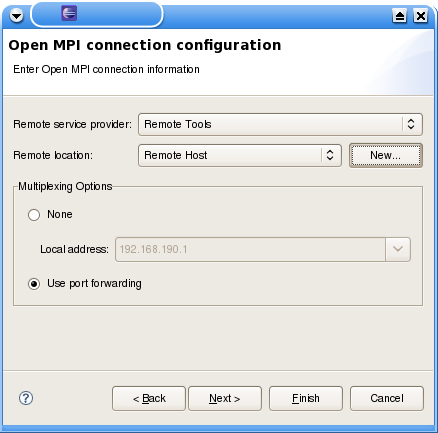 Open MPI connection configuration
Enter Open MPI connection information
Remote service provider: Remote Tools
Remote location: Remote Host New...
Multiplexing Options
None
Local address: 192.168.190.1
Use port forwarding
? < Back Next > Finish Cancel